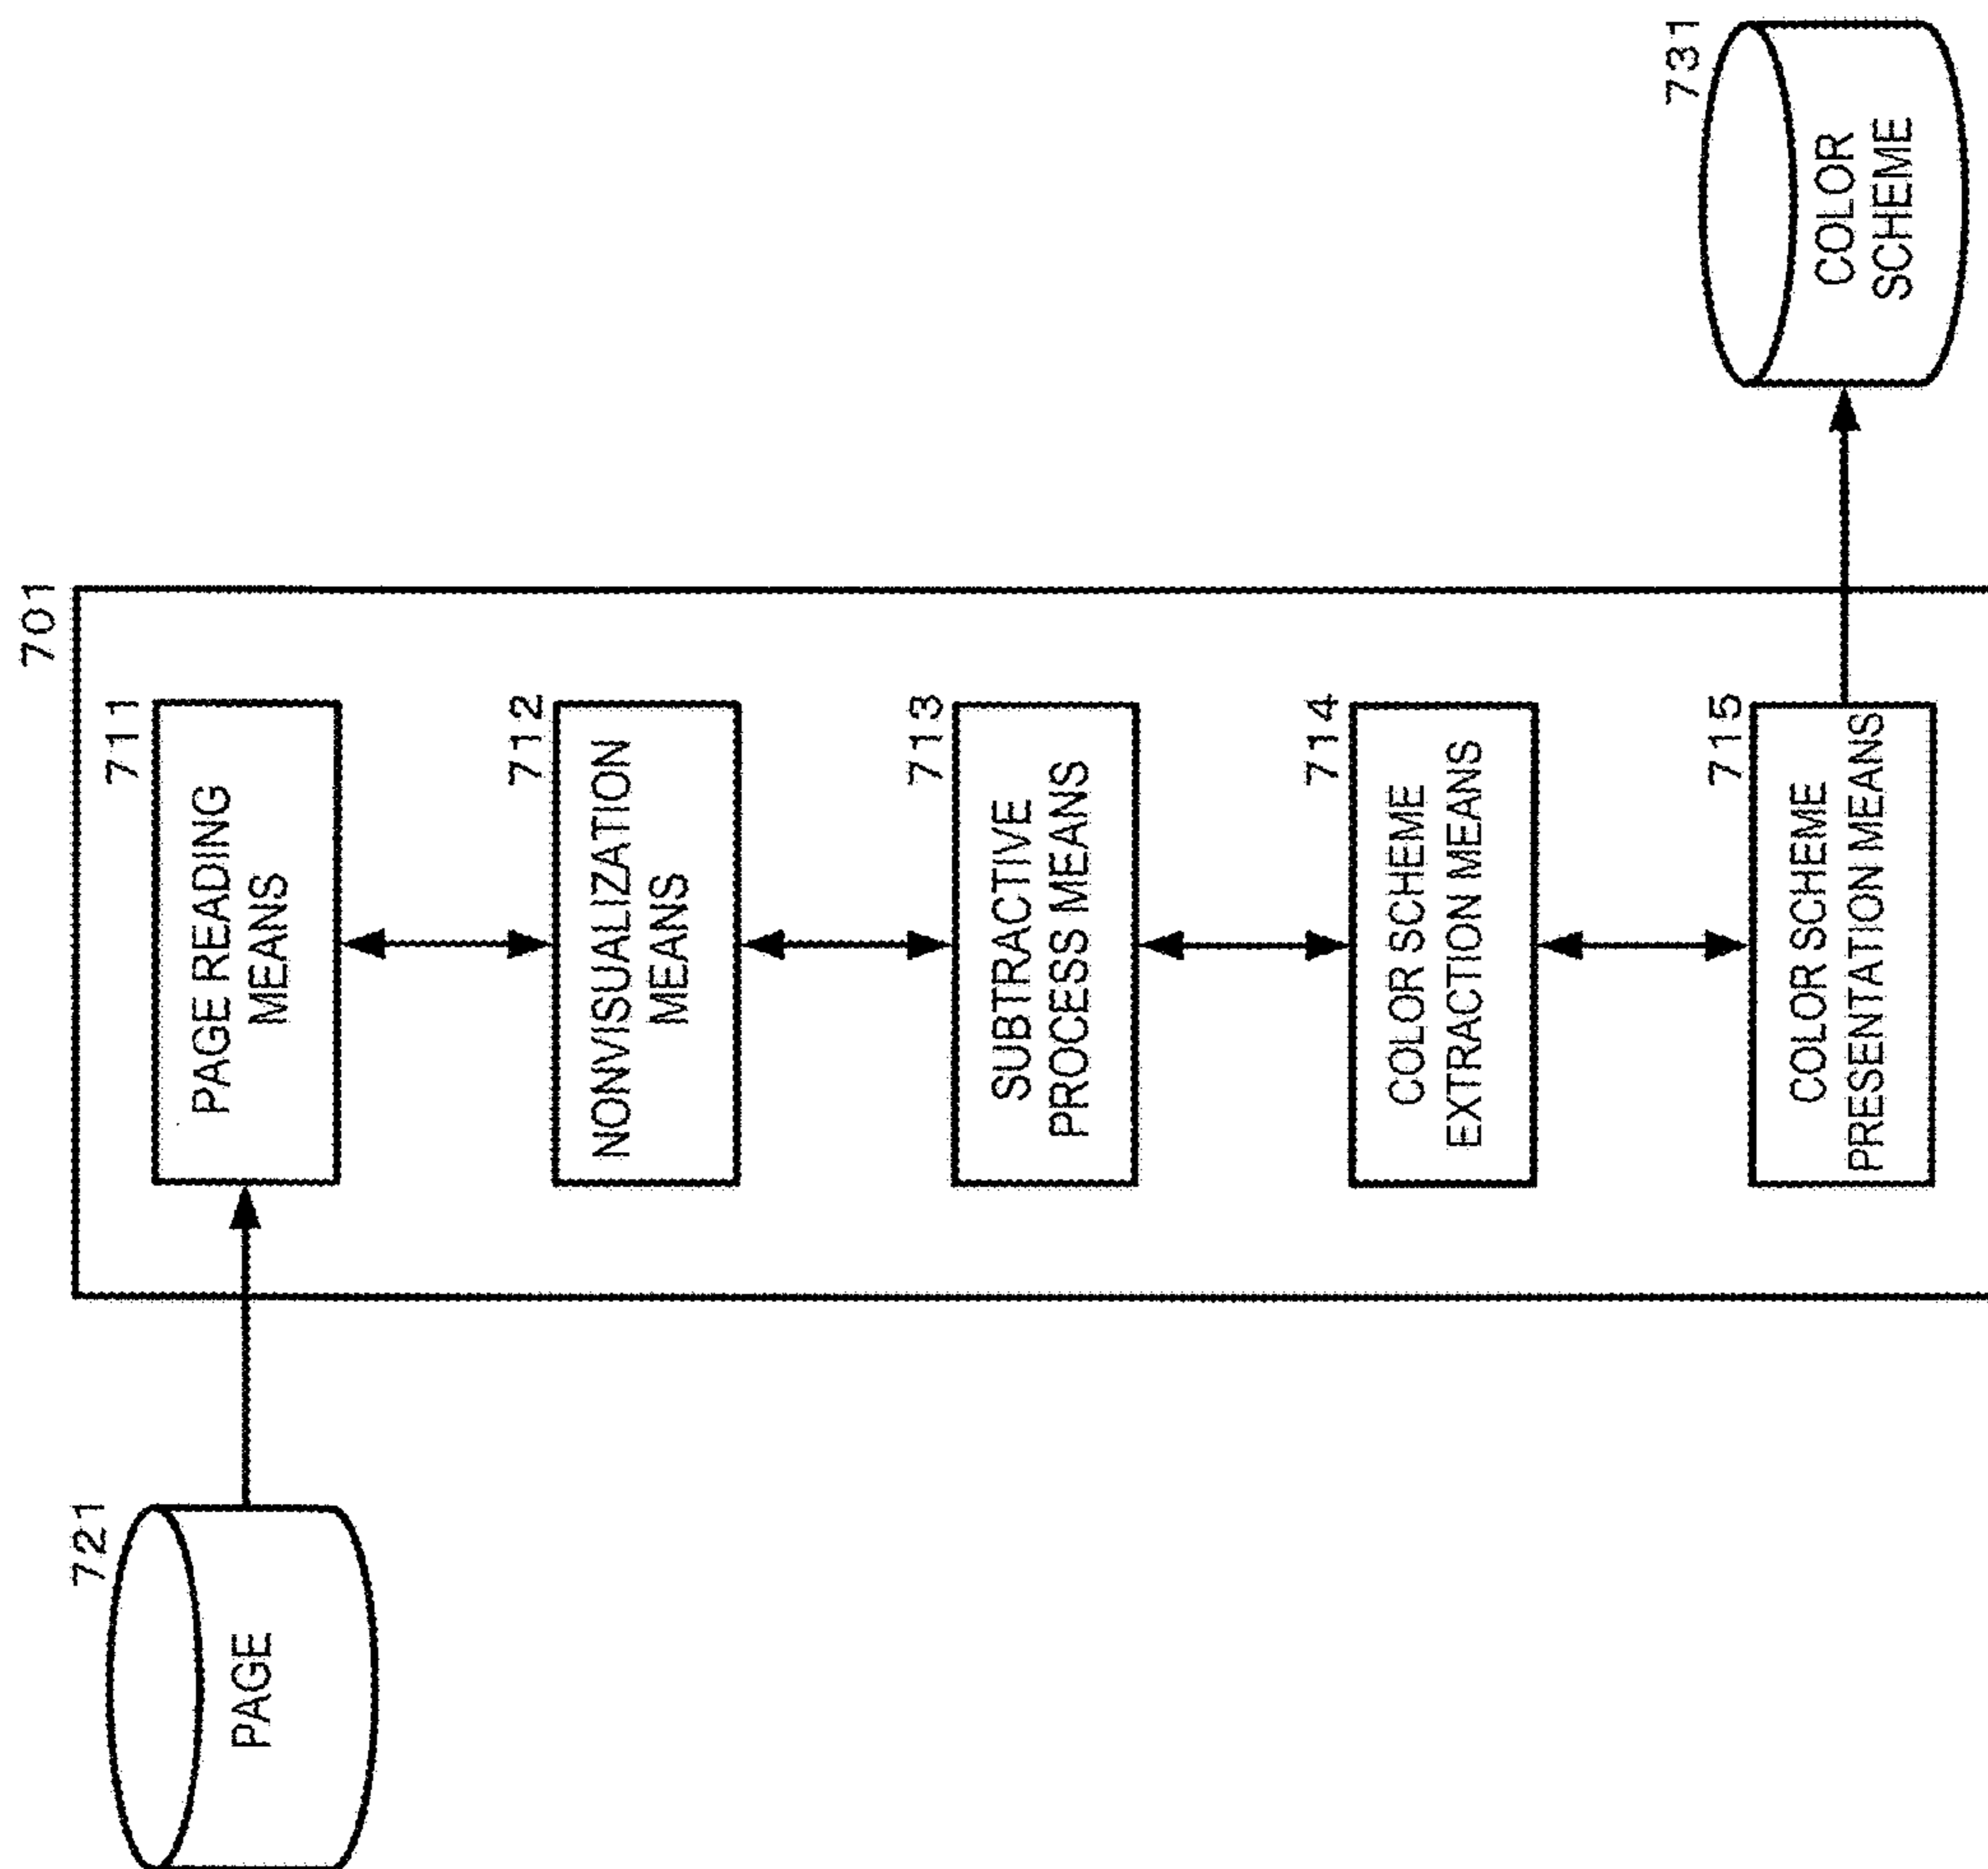 701
721
PAGE
711
PAGE READING
MEANS
712
NONVISUALIZATION
MEANS
713
SUBTRACTIVE
PROCESS MEANS
714
COLOR SCHEME
EXTRACTION MEANS
715
COLOR SCHEME
PRESENTATION MEANS
731
COLOR
SCHEME